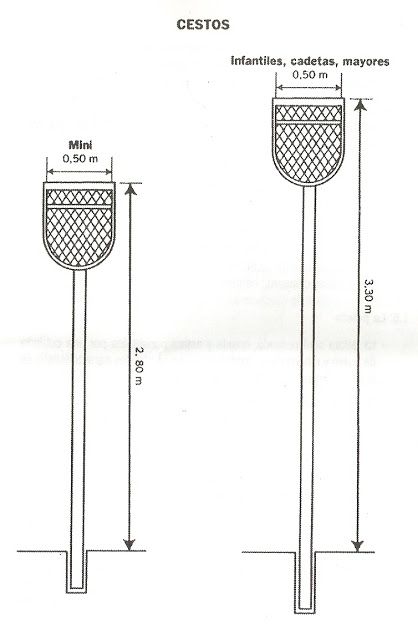 CESTOS
Infantiles, cadetas, mayores
0,50 m
Mini
0,50 m
3,30 m
2,80 m